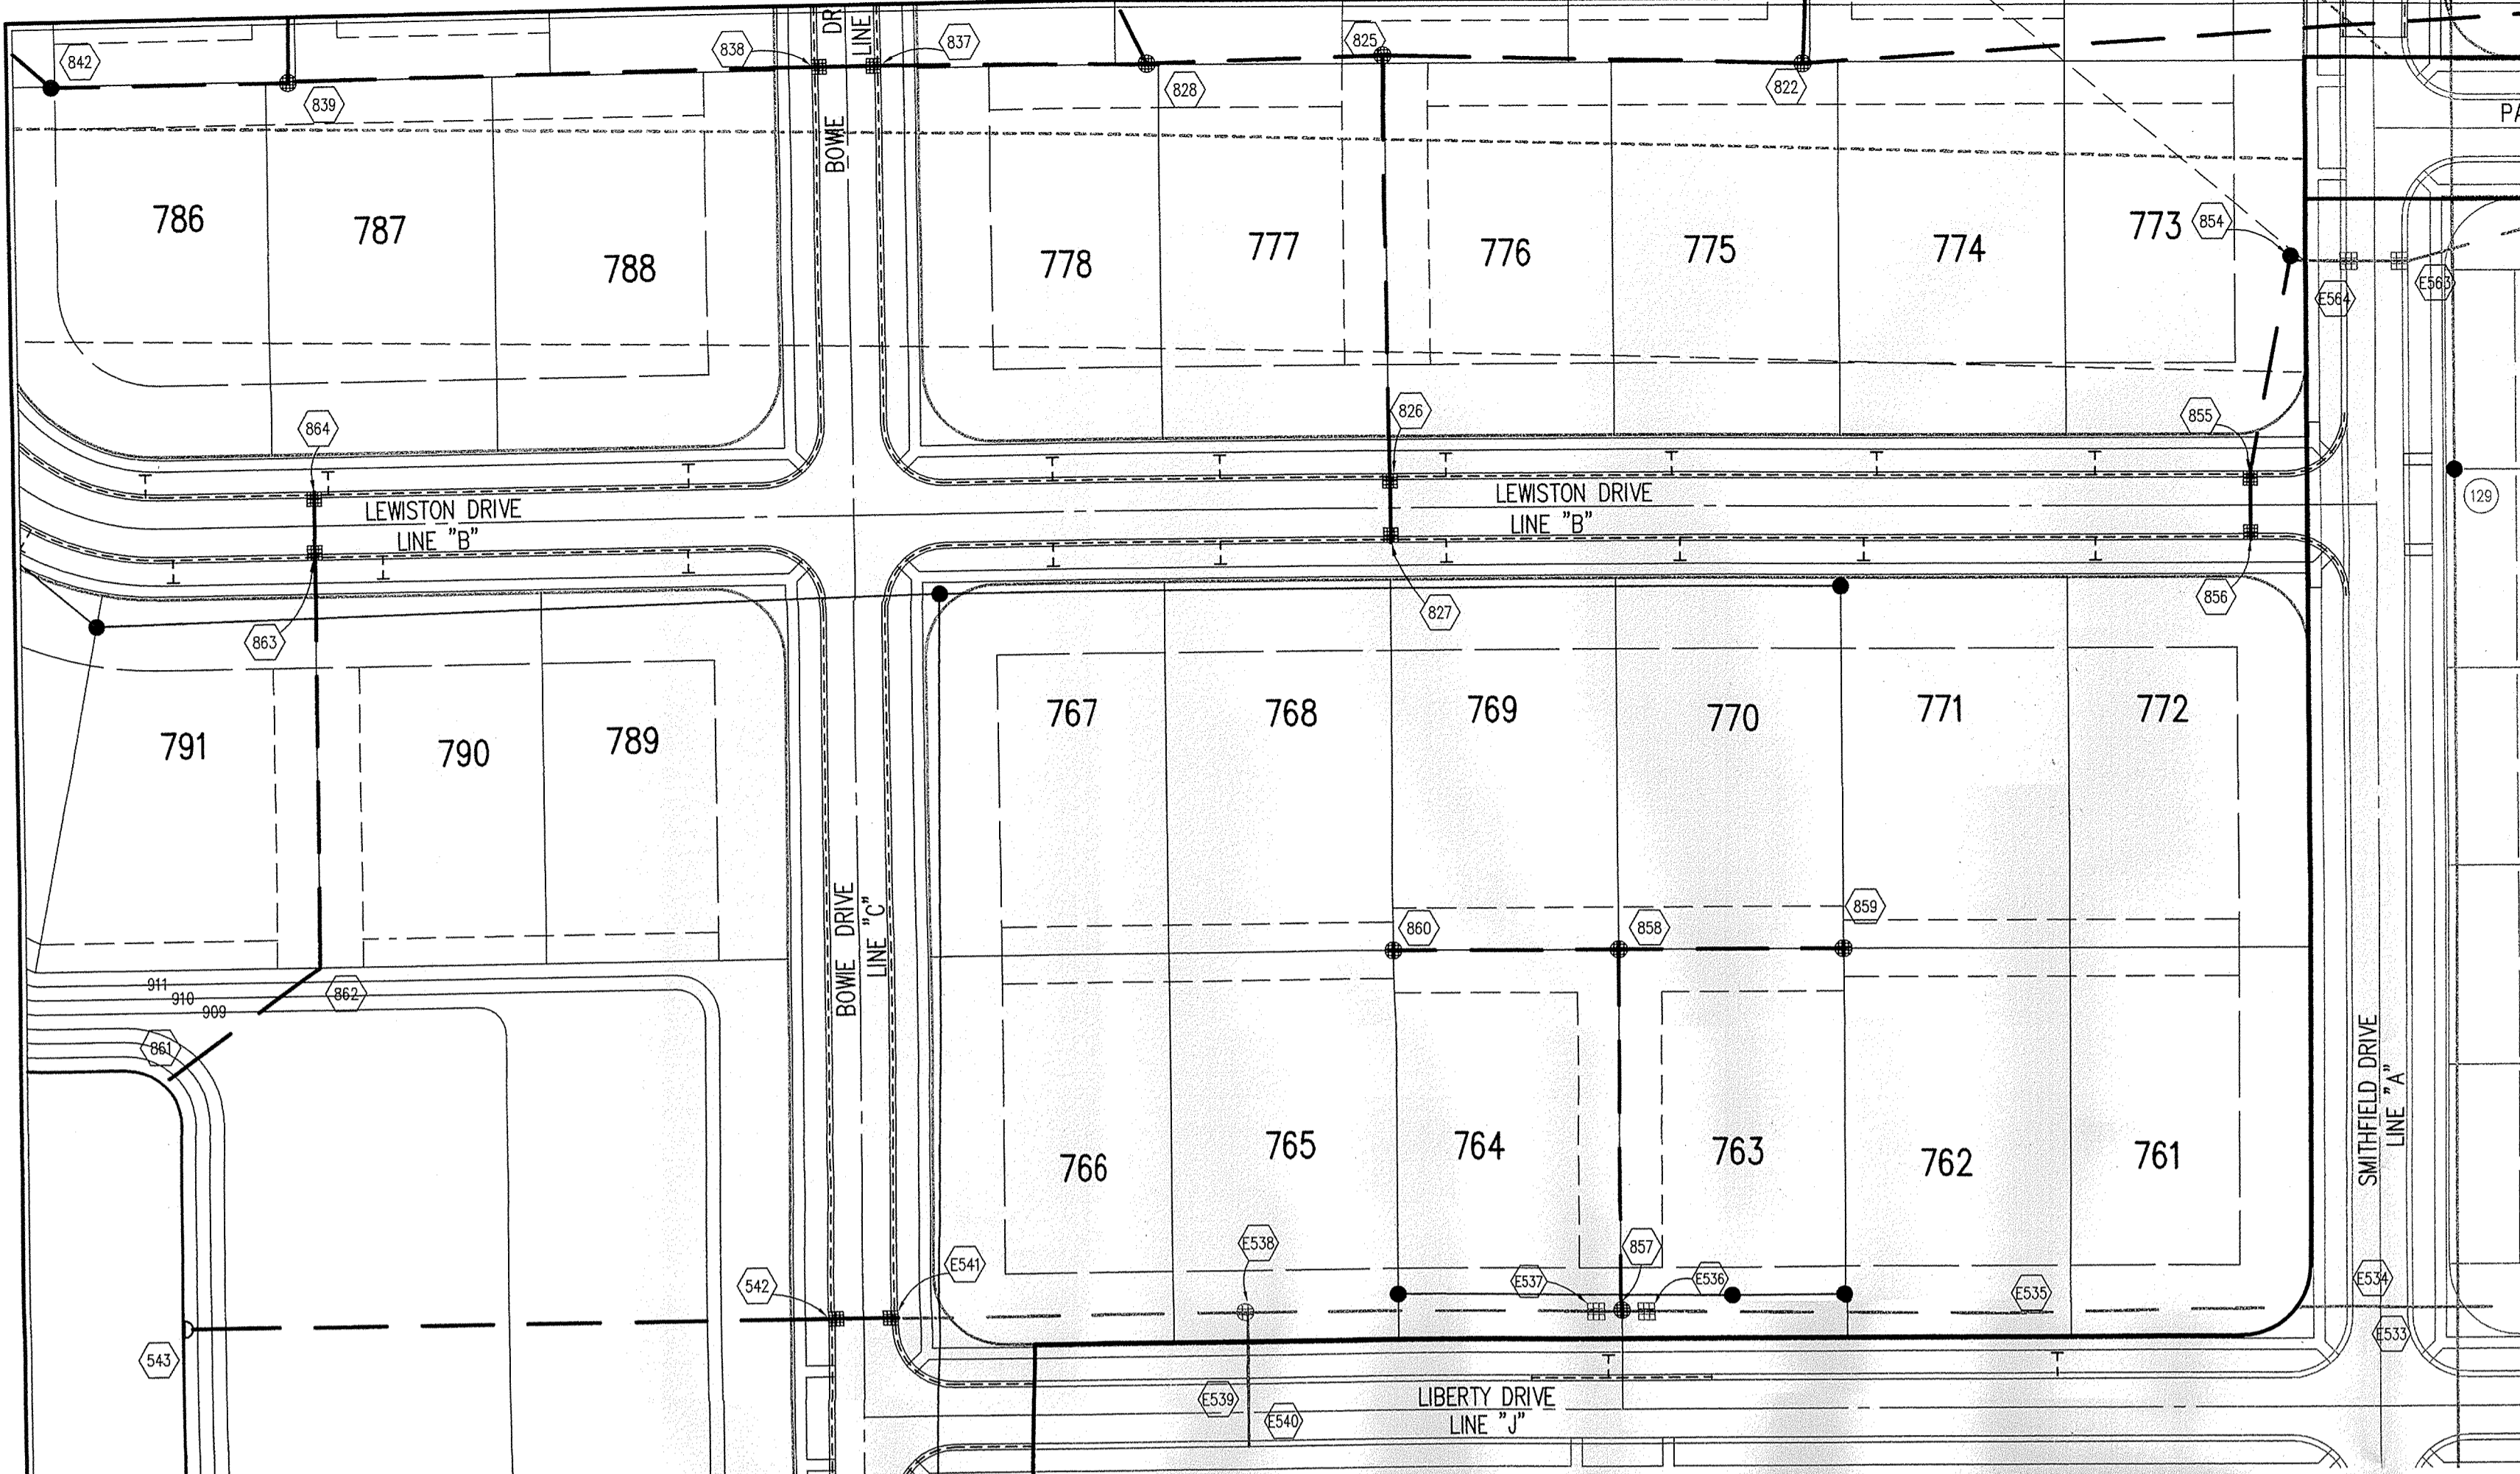 BOWIE DR
LINE
842
838
837
825
839
828
822
BOWIE
PA
786
787
788
778
777
776
775
774
773
854
E564
E563
864
826
855
129
LEWISTON DRIVE
LINE "B"
LEWISTON DRIVE
LINE "B"
863
827
856
791
790
789
767
768
769
770
771
772
BOWIE DRIVE
LINE "C"
860
858
859
911
910
909
862
861
SMITHFIELD DRIVE
LINE "A"
766
765
764
763
762
761
E538
857
542
E541
E537
E536
E535
E534
543
E533
E539
E540
LIBERTY DRIVE
LINE "J"